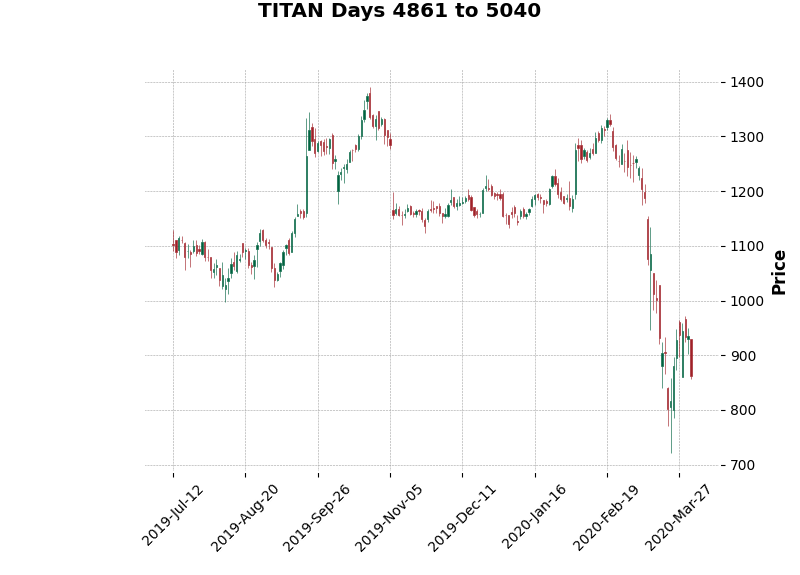 TITAN Days 4861 to 5040
1400
1300
1200
1100
1000
900
800
700
Price
2019-Jul-12
2019-Aug-20
2019-Sep-26
2019-Nov-05
2019-Dec-11
2020-Jan-16
2020-Feb-19
2020-Mar-27